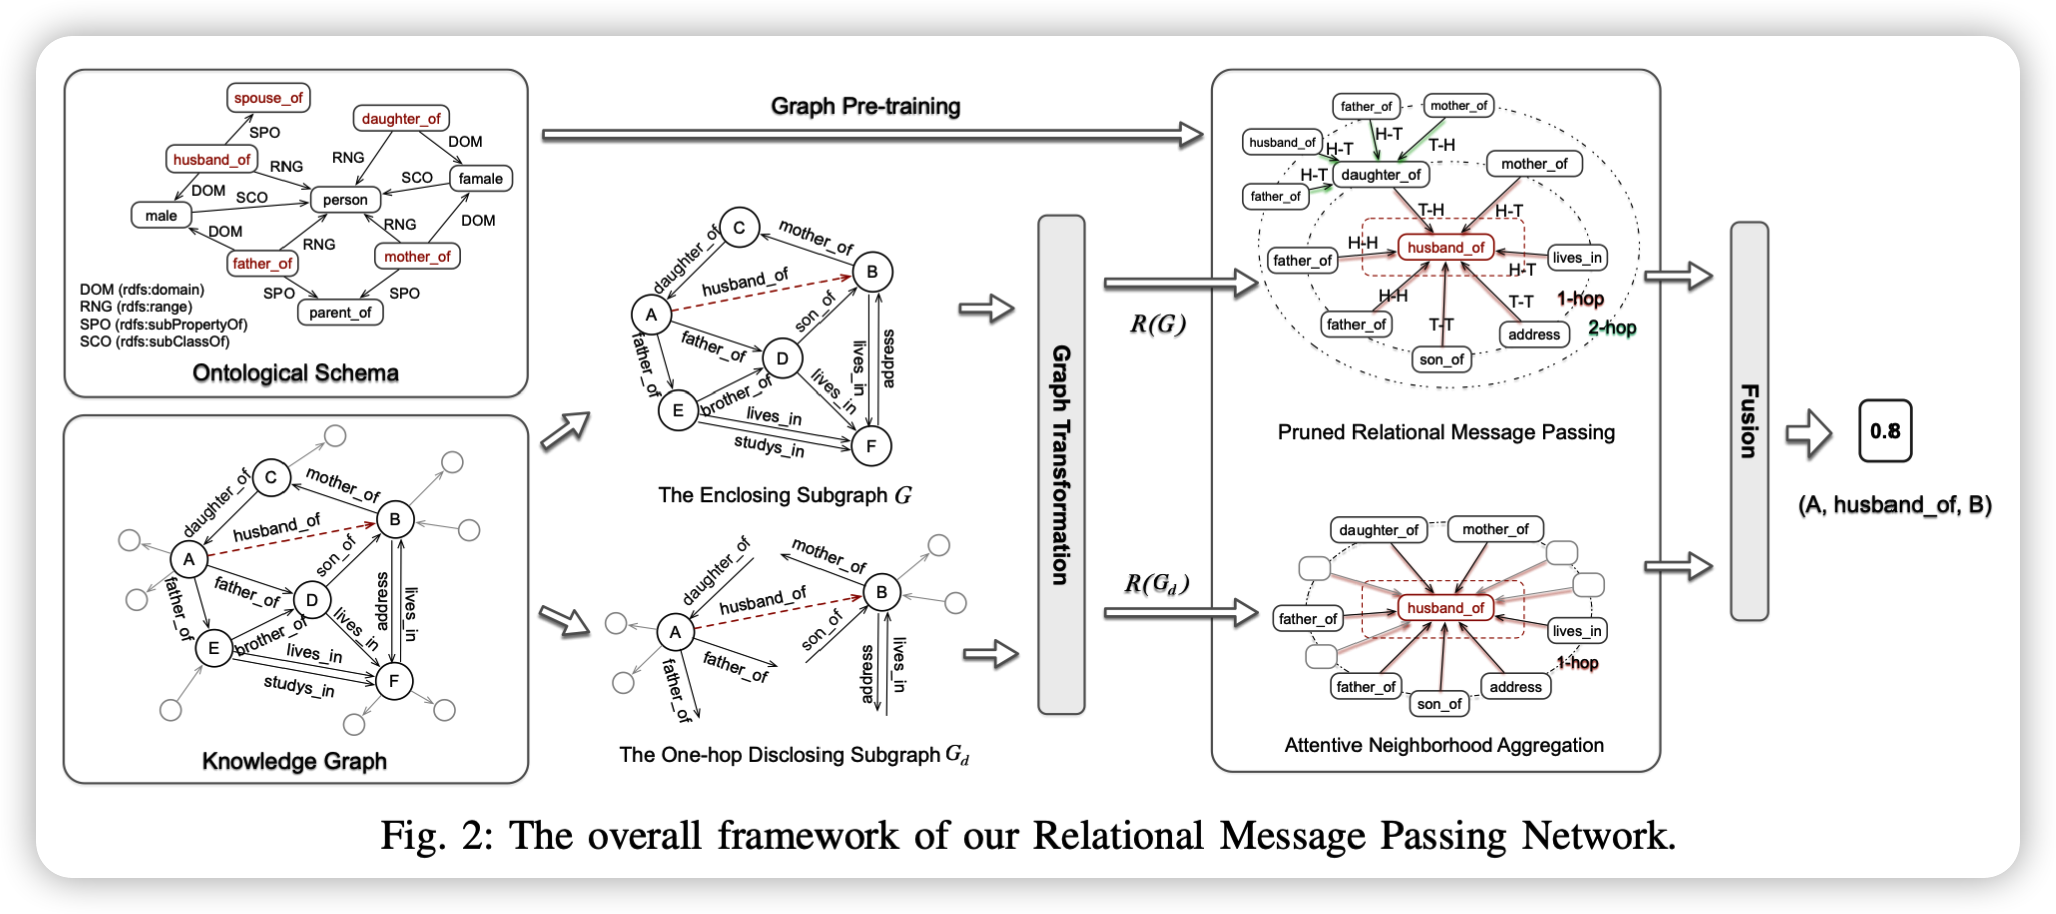 spouse_of
daughter_of
SPO
DOM
husband_of
RNG
RNG
SCO
famale
DOM
SCO
person
male
DOM
RNG
RNG
DOM
father_of
mother_of
SPO
SPO
parent_of
DOM (rdfs:domain)
RNG (rdfs:range)
SPO (rdfs:subPropertyOf)
SCO (rdfs:subClassOf)
Ontological Schema
C
daughter_of
mother_of
B
husband_of
A
son_of
father_of
father_of
D
address
lives_in
lives_in
E
brother_of
lives_in
studys_in
F
Knowledge Graph
Graph Pre-training
C
daughter_of
mother_of
B
husband_of
A
son_of
father_of
father_of
D
lives_in
address
lives_in
E
brother_of
lives_in
studys_in
F
The Enclosing Subgraph G
daughter_of
mother_of
B
husband_of
A
son_of
father_of
father_of
address
lives_in
The One-hop Disclosing Subgraph Gd
Graph Transformation
R(G)
R(Gd)
father_of
mother_of
husband_of
H-T
H-T
T-H
H-T
daughter_of
mother_of
father_of
T-H
H-T
H-H
husband_of
father_of
lives_in
H-T
H-H
T-T
T-T
1-hop
father_of
address
2-hop
son_of
Pruned Relational Message Passing
daughter_of
mother_of
husband_of
father_of
lives_in
1-hop
father_of
address
son_of
Attentive Neighborhood Aggregation
Fusion
0.8
(A, husband_of, B)
Fig. 2: The overall framework of our Relational Message Passing Network.